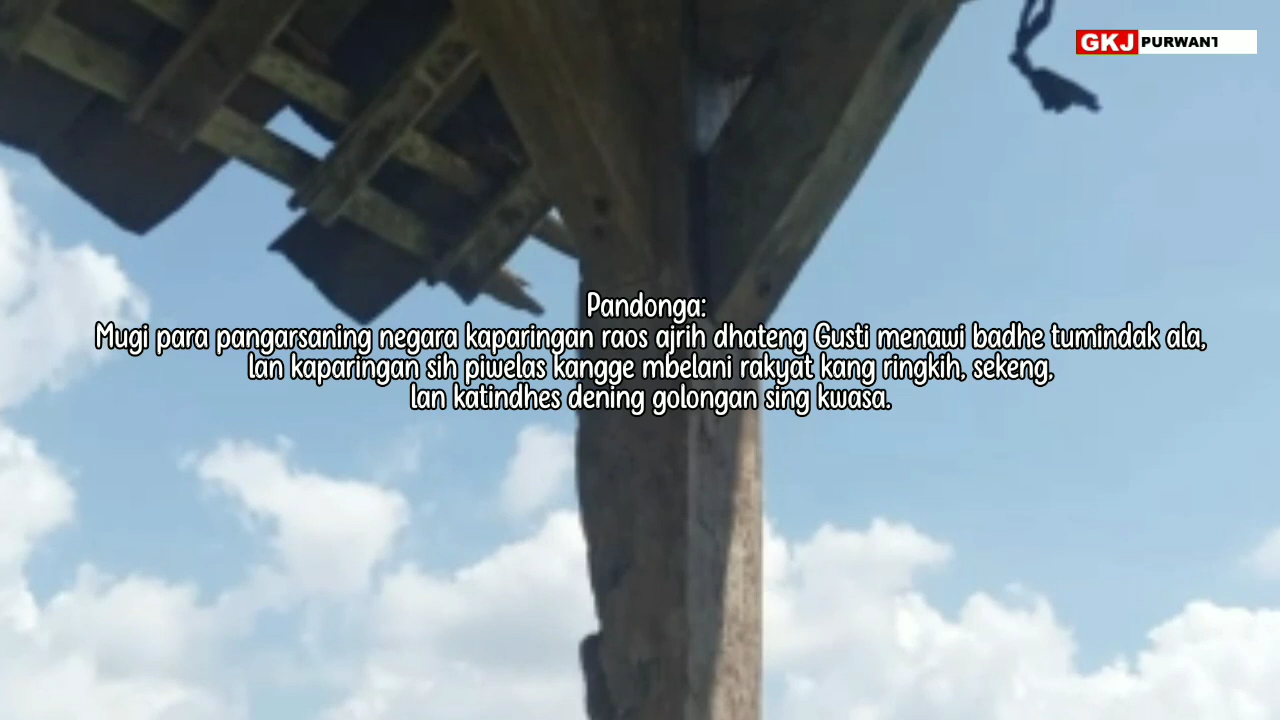 GKJ PURWANT
Pandonga:
Mugi para pangarsaning negara kaparingan raos ajrih dhateng Gusti menawi badhe tumindak ala,
lan kaparingan sih piwelas kangge mbelani rakyat kang ringkih, sekeng,
lan katindhes dening golongan sing kwasa.